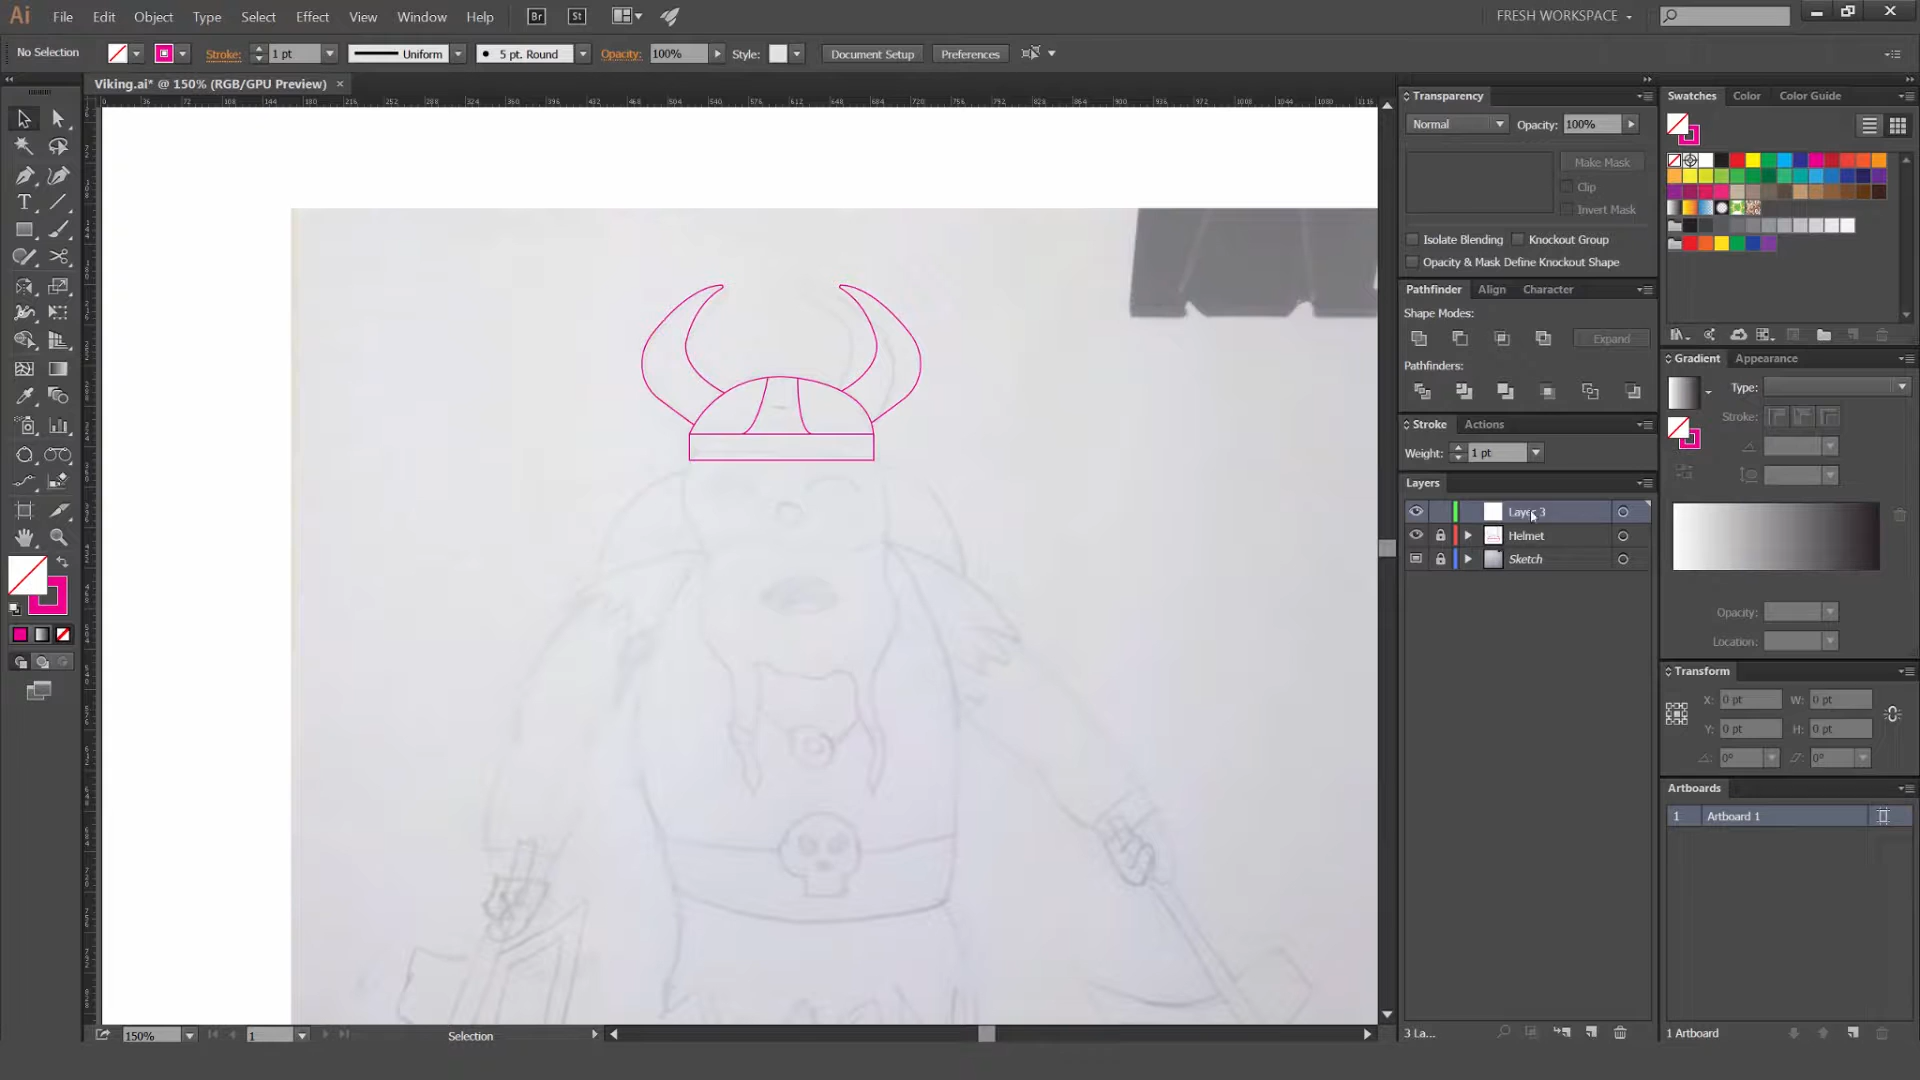 Ai File Edit Object Type Select Effect View Window Help Br St FRESH WORKSPACE
No Selection Stroke: 1 pt Uniform 5 pt. Round Opacity: 100% Style: Document Setup Preferences
Viking.ai* @ 150% (RGB/GPU Preview) ×
Transparency
Normal Opacity: 100%
Make Mask
Clip
Invert Mask
Isolate Blending Knockout Group
Opacity & Mask Define Knockout Shape
Pathfinder Align Character
Shape Modes:
Expand
Pathfinders:
Stroke Actions
Weight: 1 pt
Layers
Layer 3
Helmet
Sketch
3 La...
Swatches Color Color Guide
Gradient Appearance
Type:
Stroke:
Opacity:
Location:
Transform
X: 0 pt W: 0 pt
Y: 0 pt H: 0 pt
0° 0°
Artboards
1 Artboard 1
1 Artboard
150% 1 Selection